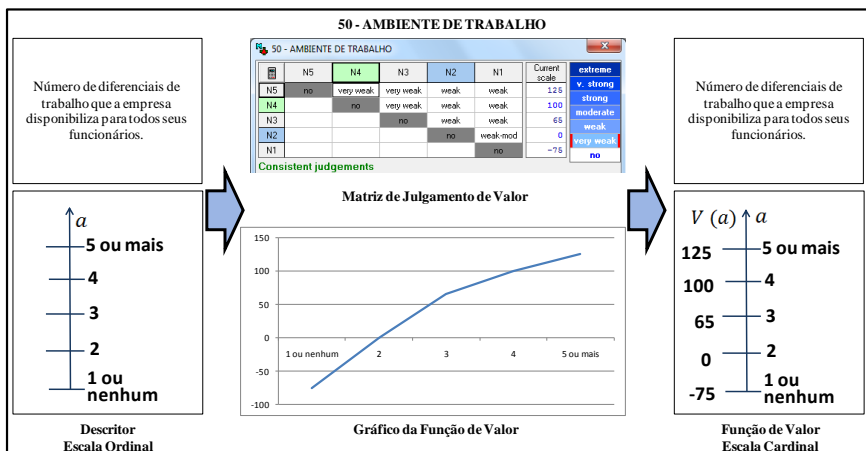 50 - AMBIENTE DE TRABALHO
Número de diferenciais de
trabalho que a empresa
disponibiliza para todos seus
funcionários.
a
5 ou mais
4
3
2
1 ou
nenhum
Descritor
Escala Ordinal
50 - AMBIENTE DE TRABALHO
N5 N4 N3 N2 N1 Current scale
N5 no very weak very weak weak weak 125
N4 no very weak weak weak 100
N3 no weak weak 65
N2 no weak-mod 0
N1 no -75
extreme
v. strong
strong
moderate
weak
very weak
no
Consistent judgements
Matriz de Julgamento de Valor
150
100
50
0
-50
-100
1 ou nenhum 2 3 4 5 ou mais
Gráfico da Função de Valor
Número de diferenciais de
trabalho que a empresa
disponibiliza para todos seus
funcionários.
V (a) a
125 5 ou mais
100 4
65 3
0 2
-75 1 ou
nenhum
Função de Valor
Escala Cardinal